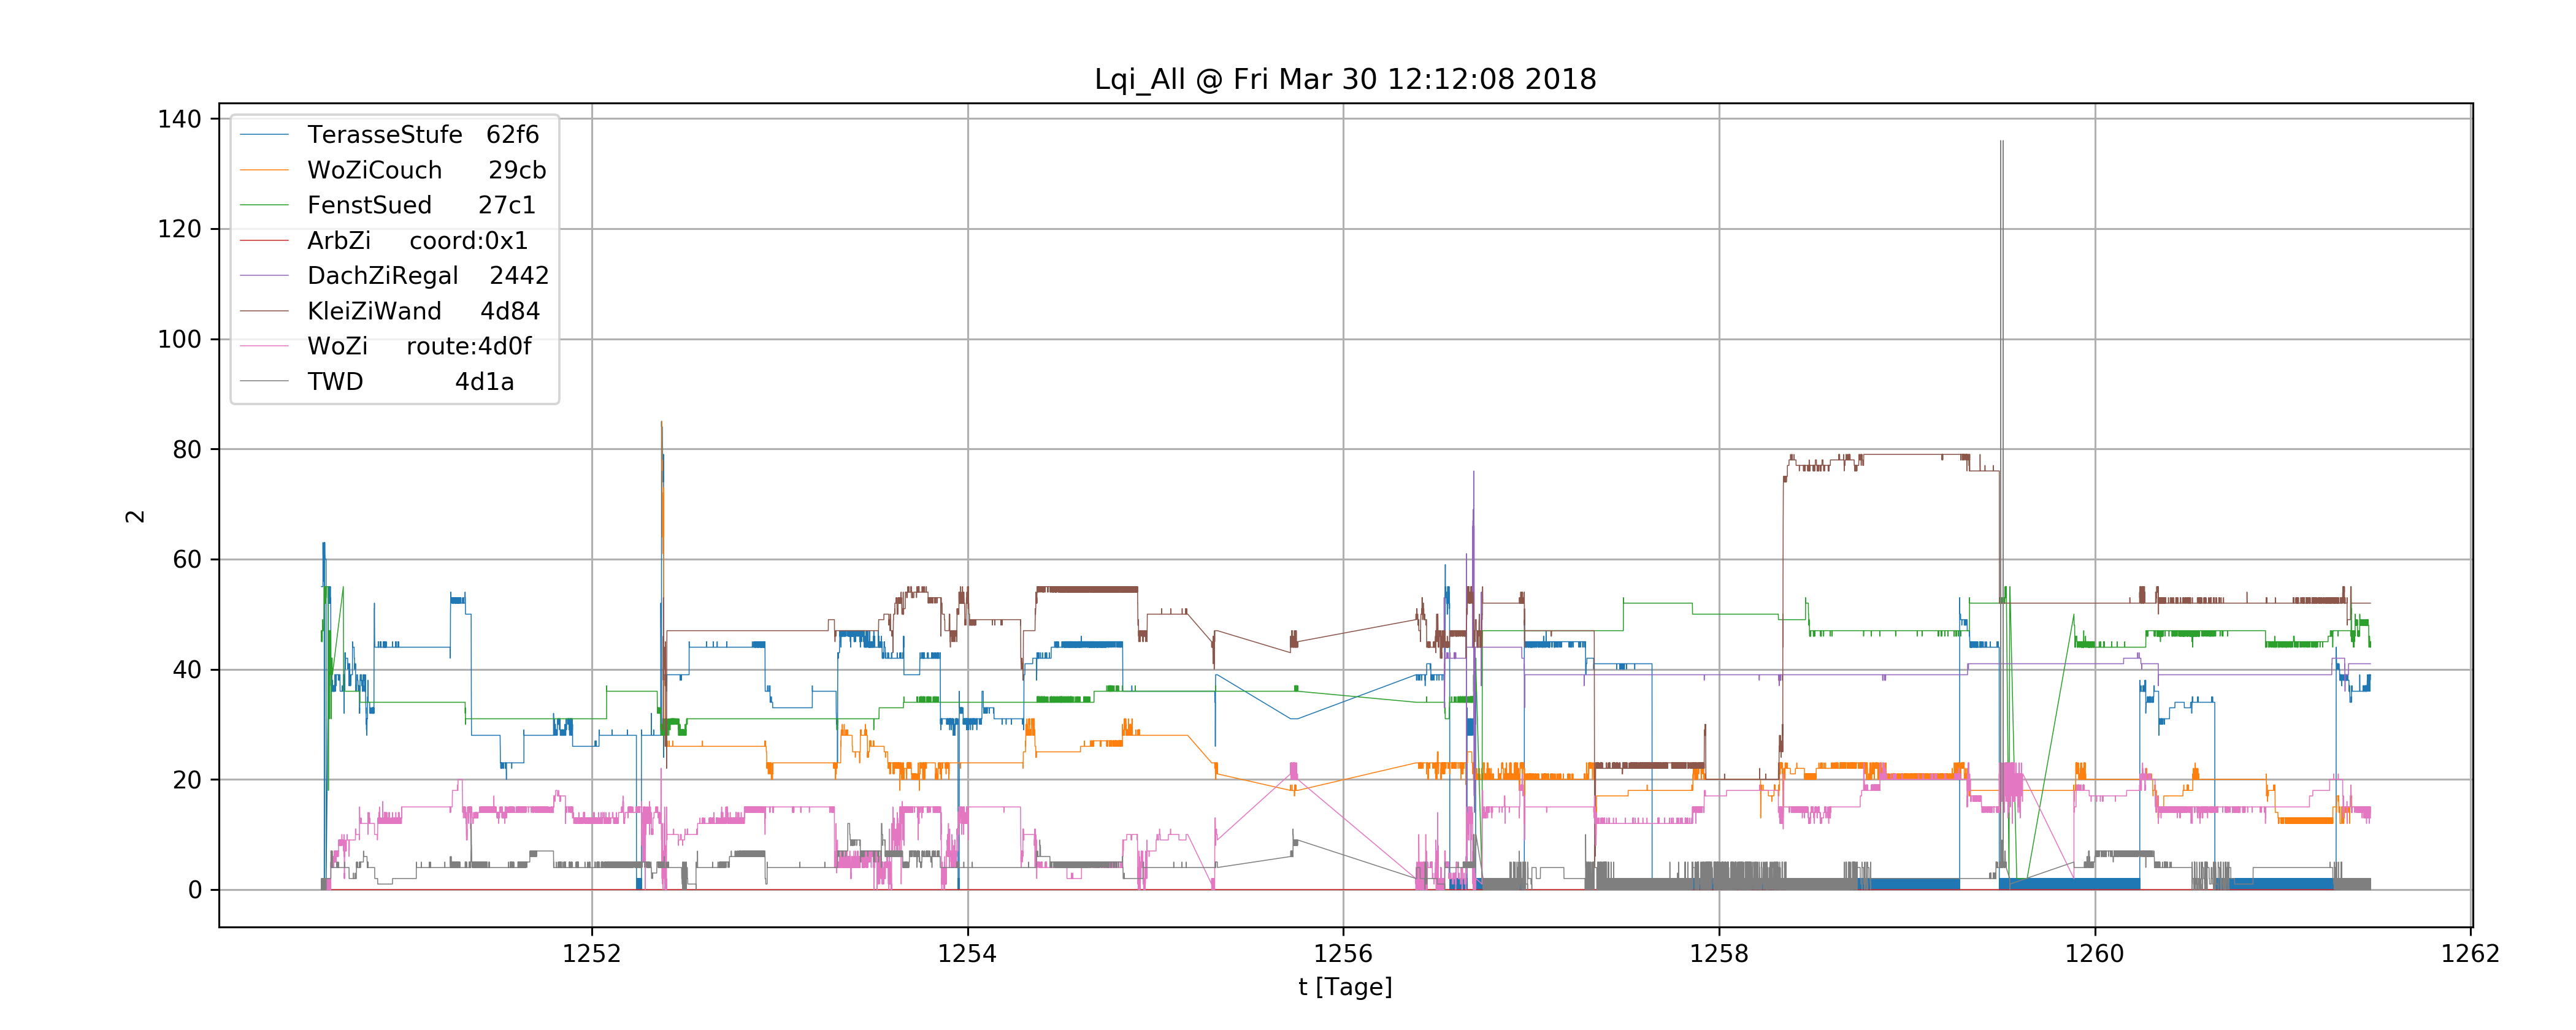 Lqi_All @ Fri Mar 30 12:12:08 2018
140
120
100
80
60
40
20
0
2
TerasseStufe 62f6
WoZiCouch 29cb
FenstSued 27c1
ArbZi coord:0x1
DachZiRegal 2442
KleiZiWand 4d84
WoZi route:4d0f
TWD 4d1a
1252 1254 1256 1258 1260 1262
t [Tage]